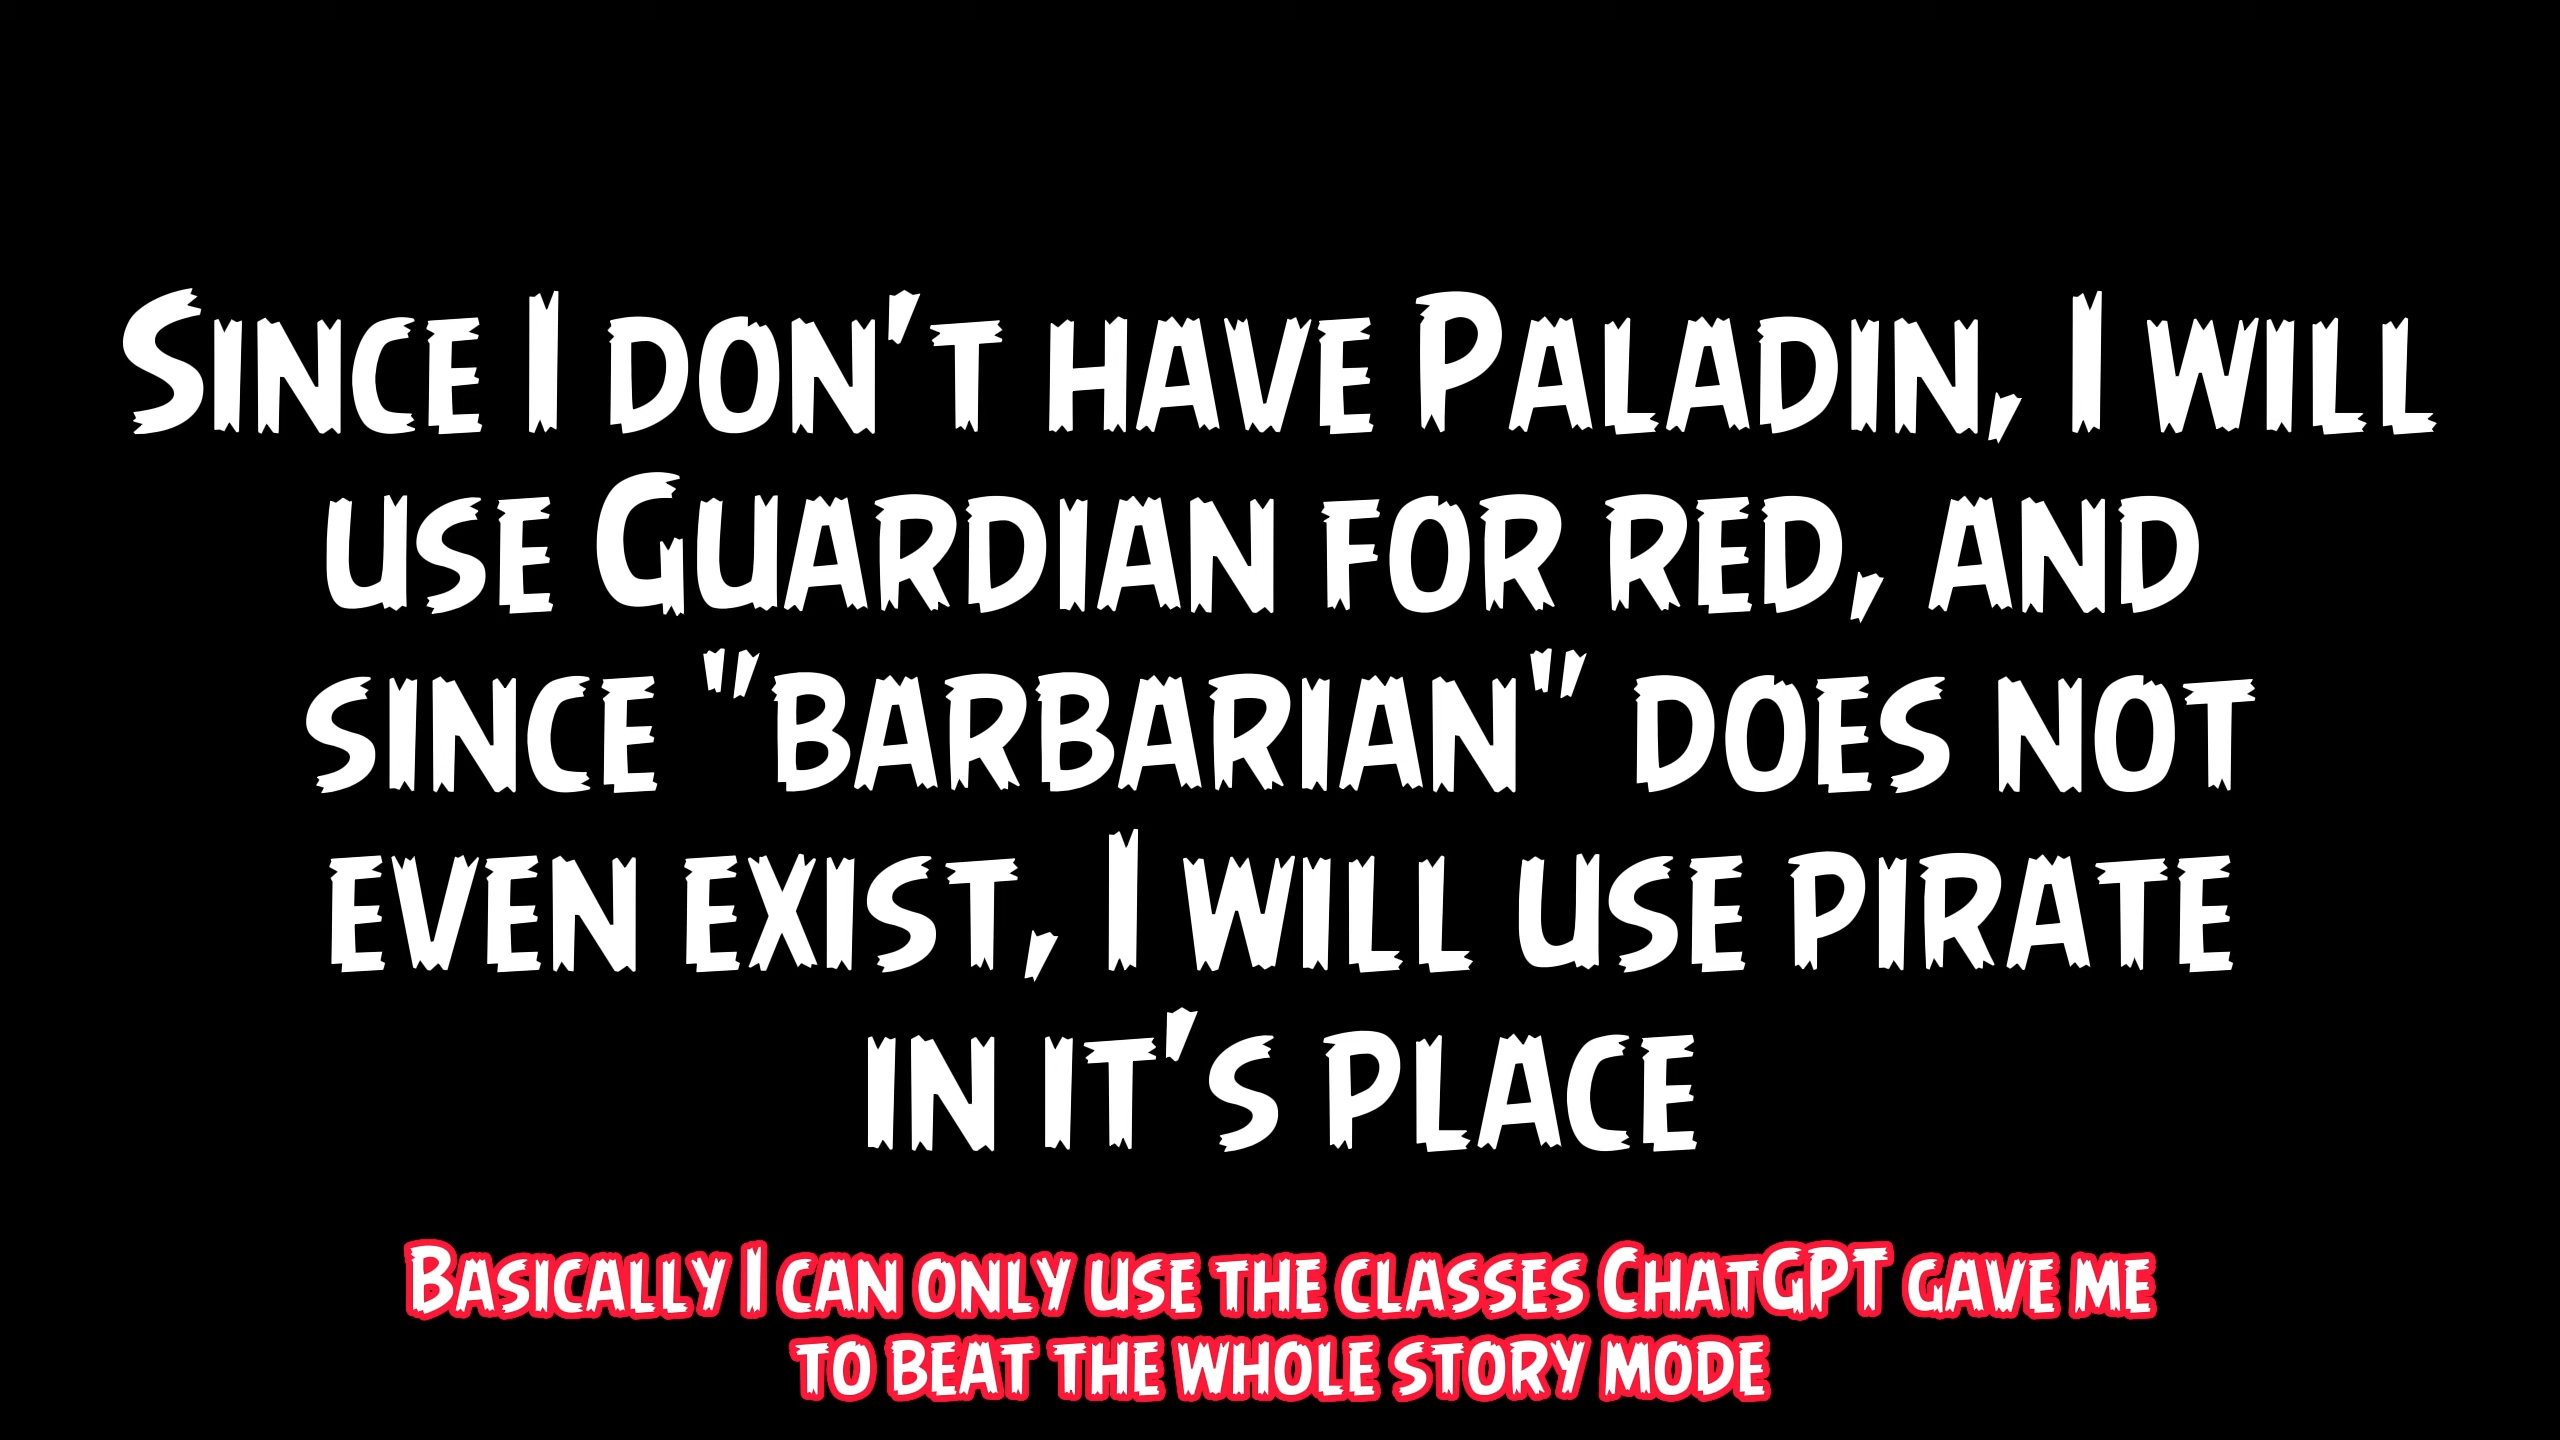 Since I don't have Paladin, I will
use Guardian for red, and
since "barbarian" does not
even exist, I will use pirate
in it's place
Basically I can only use the classes ChatGPT gave me
to beat the whole story mode